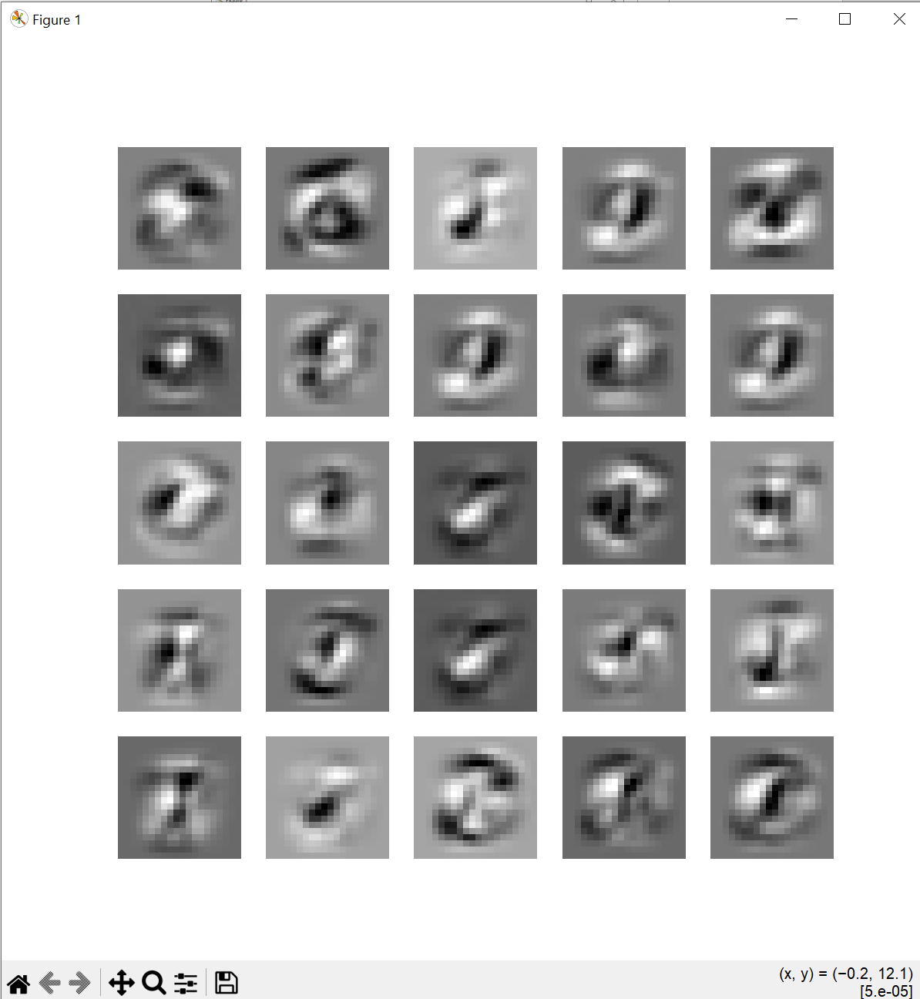 Figure 1
(x, y) = (−0.2, 12.1)
[5.e-05]